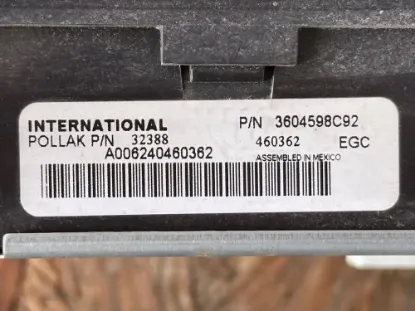 INTERNATIONAL P/N 3604598C92
POLLAK P/N 32388 460362 EGC
A006240460362 ASSEMBLED IN MEXICO